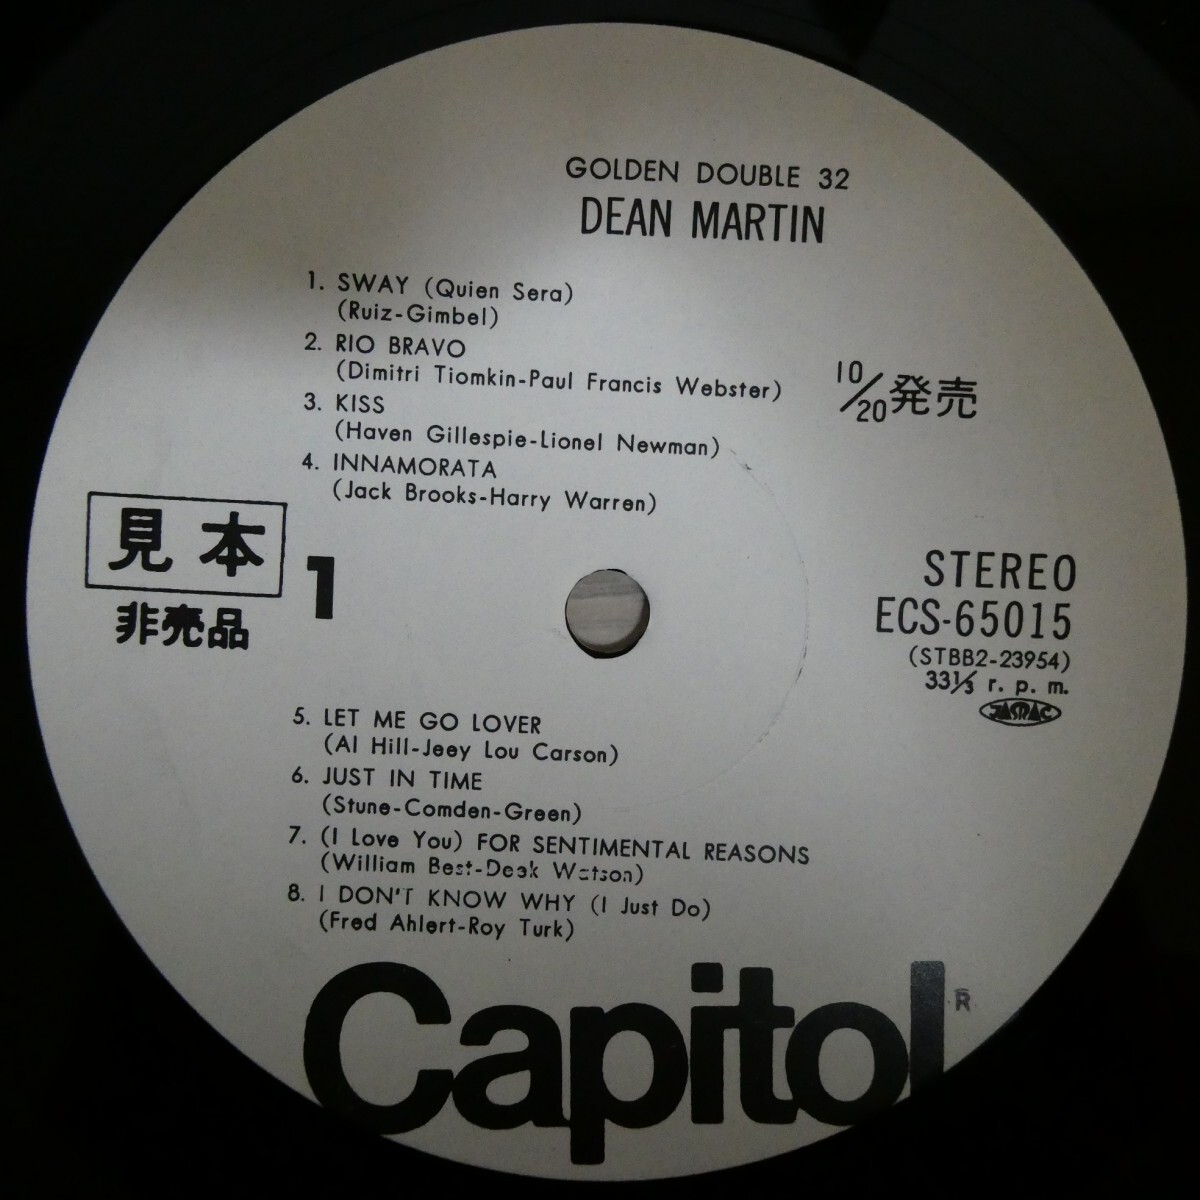 GOLDEN DOUBLE 32
DEAN MARTIN
1. SWAY (Quien Sera)
(Ruiz-Gimbel)
2. RIO BRAVO
(Dimitri Tiomkin-Paul Francis Webster)
3. KISS
(Haven Gillespie-Lionel Newman)
4. INNAMORATA
(Jack Brooks-Harry Warren)
10/20発売
見本
非売品
1
STEREO
ECS-65015
(STBB2-23954)
33⅓ r. p. m.
JASRAC
5. LET ME GO LOVER
(Al Hill-Jeey Lou Carson)
6. JUST IN TIME
(Stune-Comden-Green)
7. (I Love You) FOR SENTIMENTAL REASONS
(William Best-Deek Watson)
8. I DON'T KNOW WHY (I Just Do)
(Fred Ahlert-Roy Turk)
Capitol
R